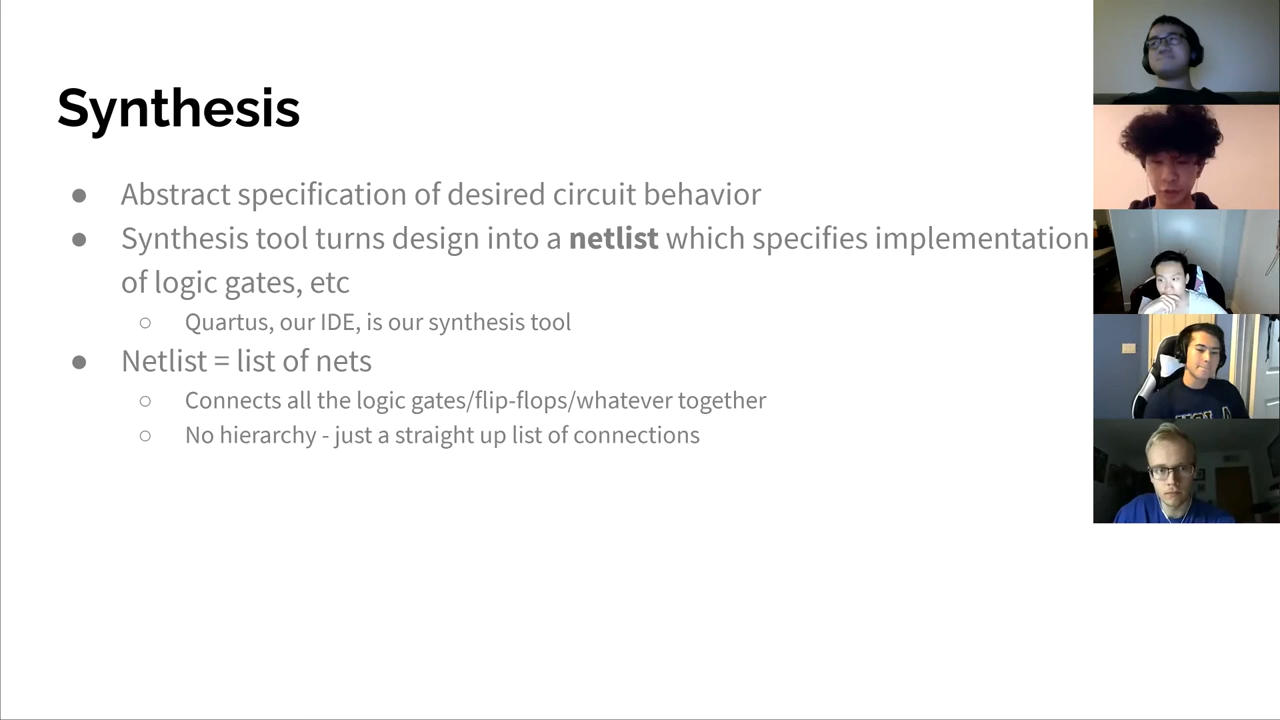 Synthesis
● Abstract specification of desired circuit behavior
● Synthesis tool turns design into a netlist which specifies implementation
of logic gates, etc
○ Quartus, our IDE, is our synthesis tool
● Netlist = list of nets
○ Connects all the logic gates/flip-flops/whatever together
○ No hierarchy - just a straight up list of connections